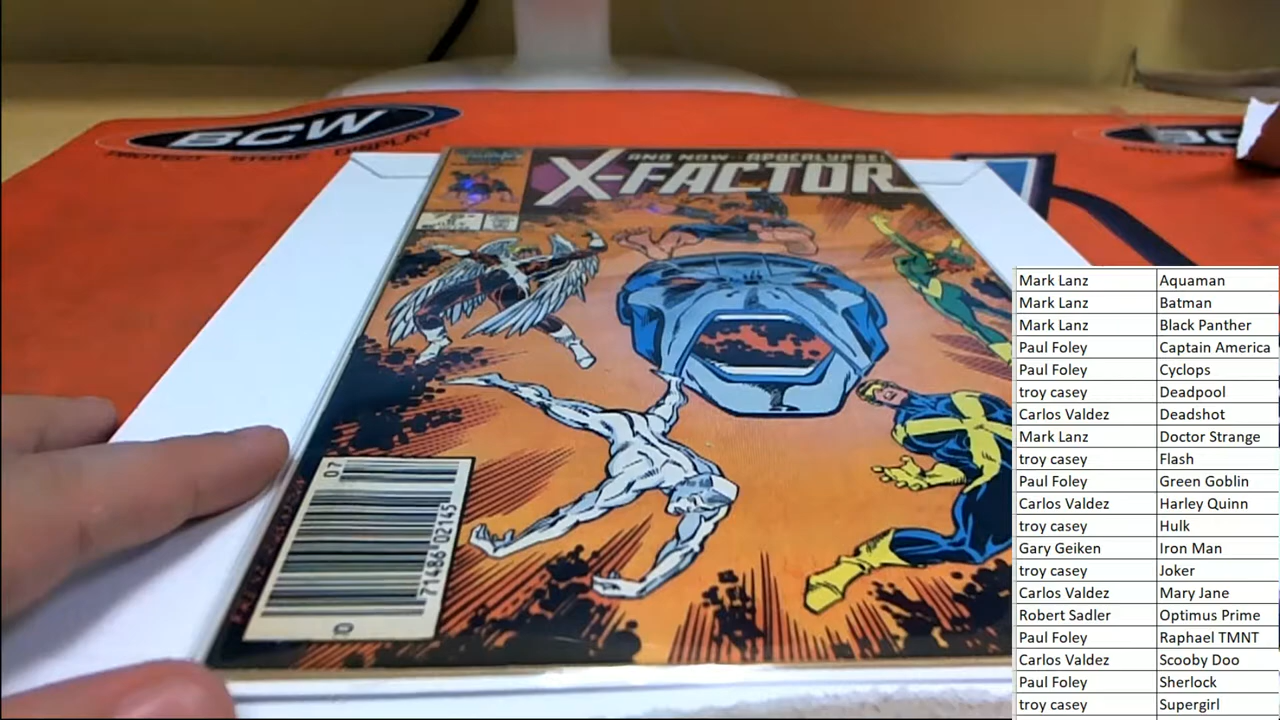 BCW
PROTECT STORE DISPLAY
AND NOW... APOCALYPSE!
X-FACTOR
07
71486 02145
Mark Lanz Aquaman
Mark Lanz Batman
Mark Lanz Black Panther
Paul Foley Captain America
Paul Foley Cyclops
troy casey Deadpool
Carlos Valdez Deadshot
Mark Lanz Doctor Strange
troy casey Flash
Paul Foley Green Goblin
Carlos Valdez Harley Quinn
troy casey Hulk
Gary Geiken Iron Man
troy casey Joker
Carlos Valdez Mary Jane
Robert Sadler Optimus Prime
Paul Foley Raphael TMNT
Carlos Valdez Scooby Doo
Paul Foley Sherlock
troy casey Supergirl